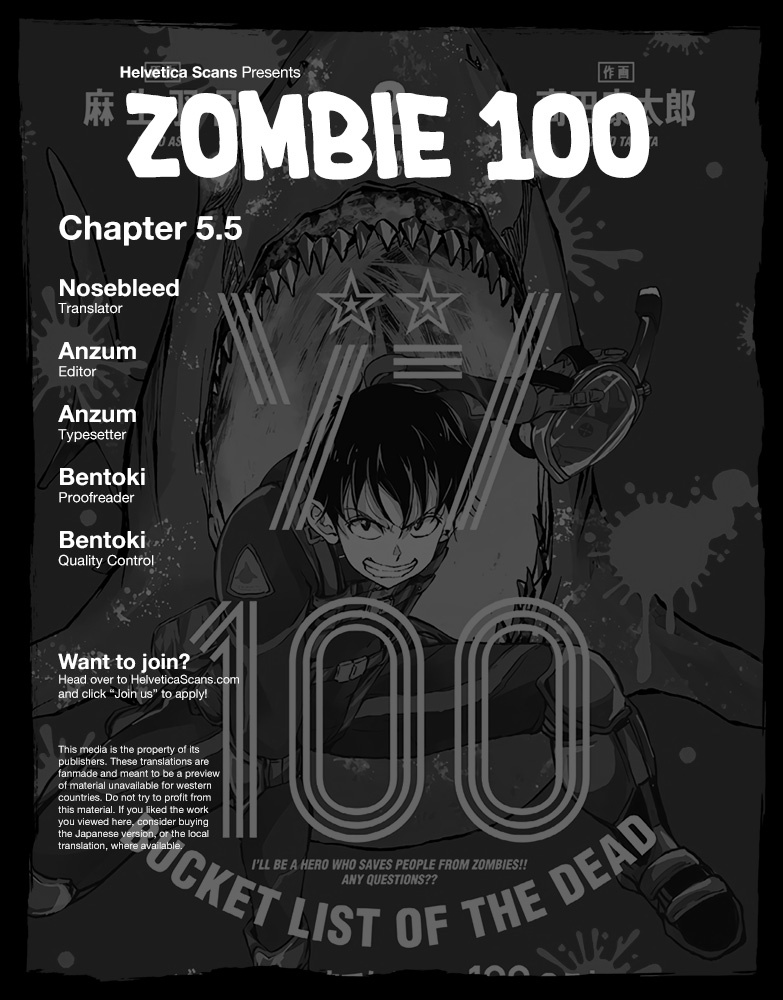 Helvetica Scans Presents
作画
麻生
ZOMBIE 100
Chapter 5.5
Nosebleed
Translator
Anzum
Editor
Anzum
Typesetter
Bentoki
Proofreader
Bentoki
Quality Control
100
Want to join?
Head over to HelveticaScans.com
and click “Join us” to apply!
This media is the property of its
publishers. These translations are
fanmade and meant to be a preview
of material unavailable for western
countries. Do not try to profit from
this material. If you liked the work
you viewed here, consider buying
the Japanese version, or the local
translation, where available.
I'LL BE A HERO WHO SAVES PEOPLE FROM ZOMBIES!!
ANY QUESTIONS??
BUCKET LIST OF THE DEAD